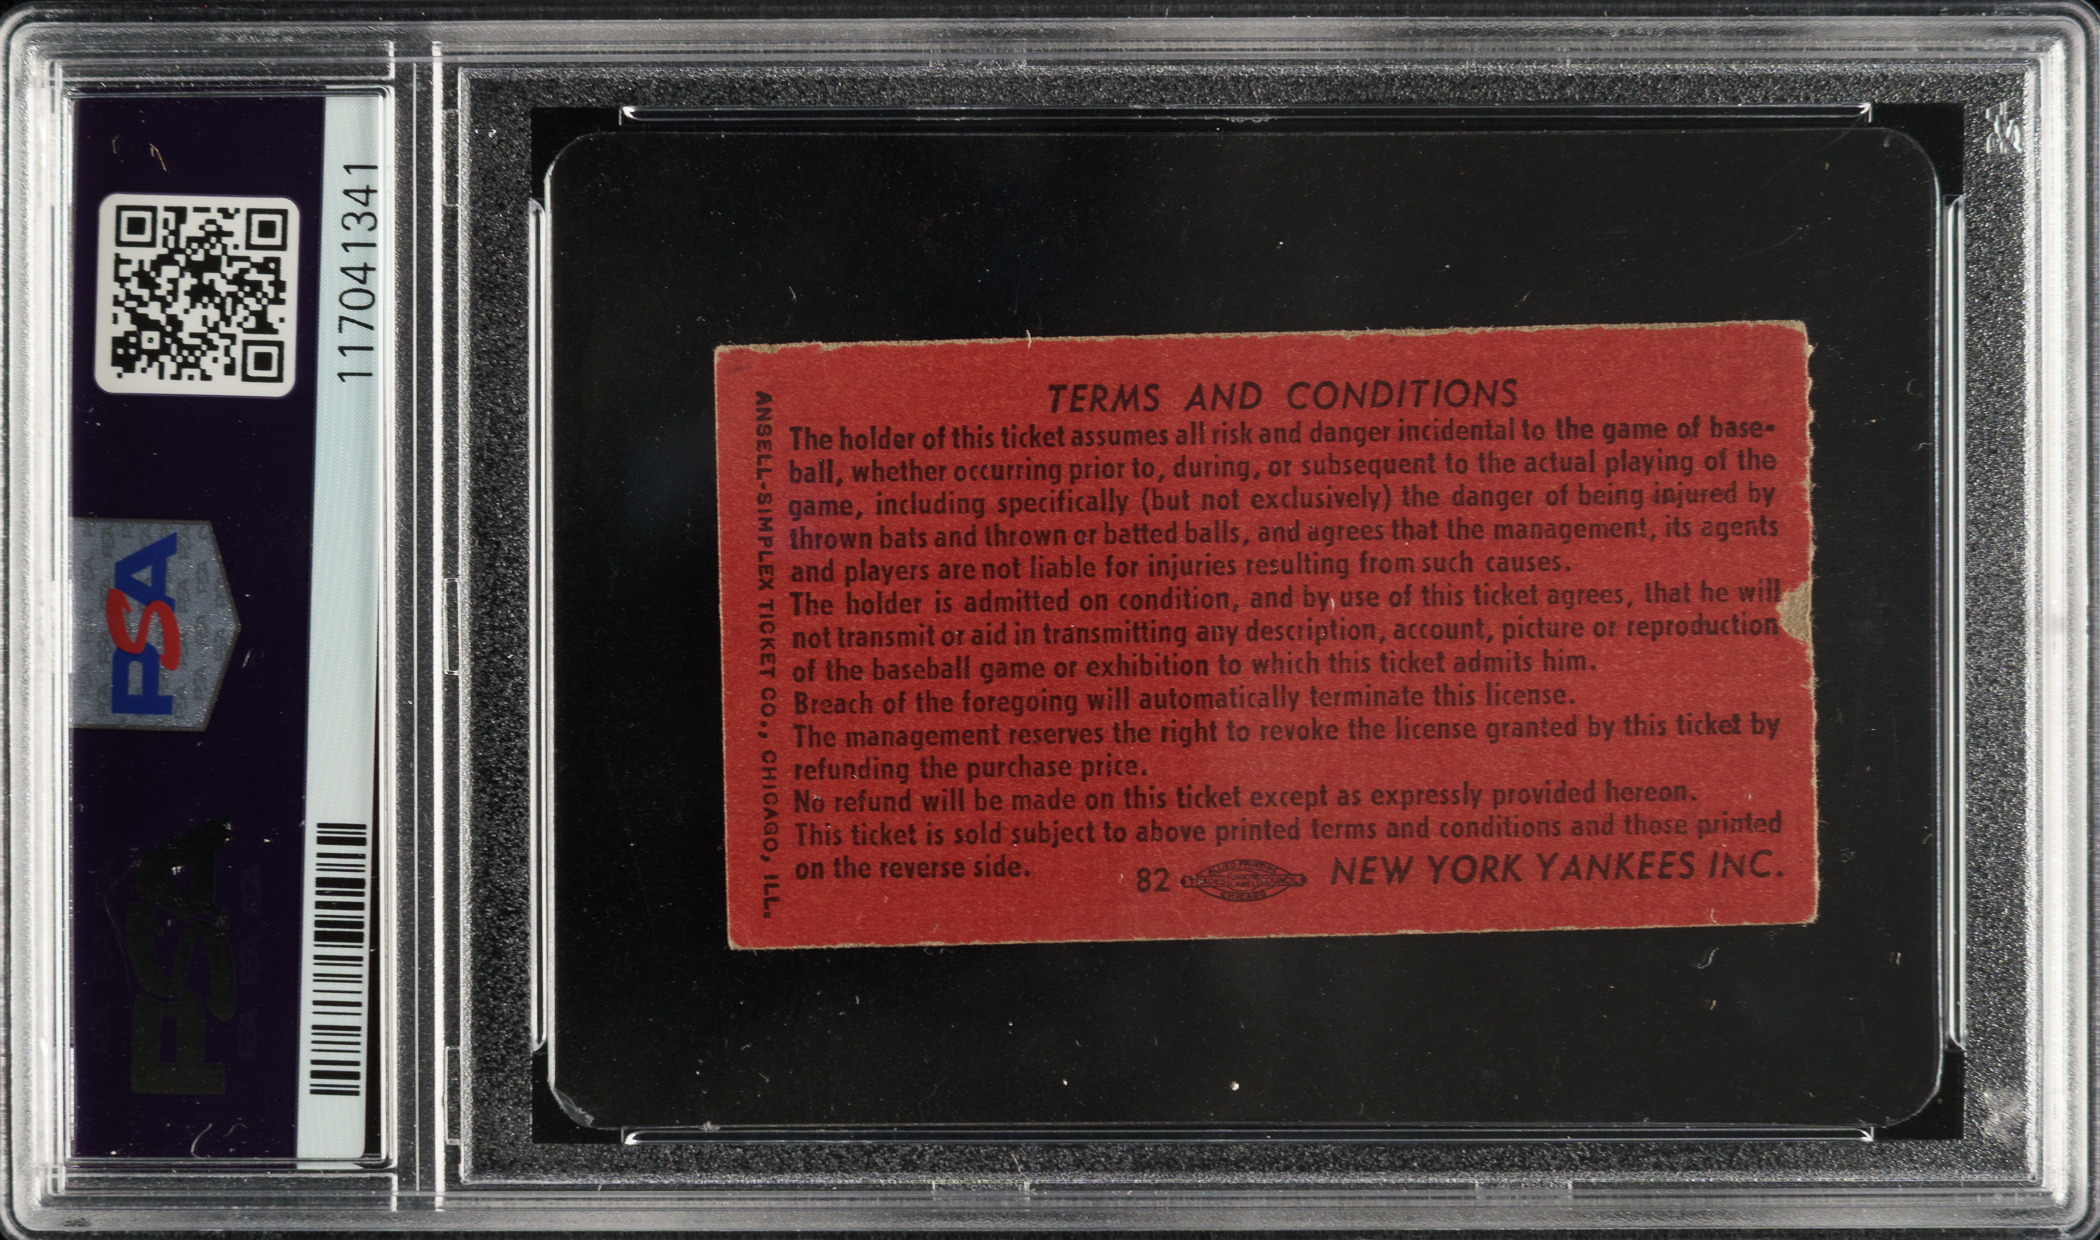 117041341
PSA
PSA
TERMS AND CONDITIONS
The holder of this ticket assumes all risk and danger incidental to the game of base-
ball, whether occurring prior to, during, or subsequent to the actual playing of the
game, including specifically (but not exclusively) the danger of being injured by
thrown bats and thrown or batted balls, and agrees that the management, its agents
and players are not liable for injuries resulting from such causes.
The holder is admitted on condition, and by use of this ticket agrees, that he will
not transmit or aid in transmitting any description, account, picture or reproduction
of the baseball game or exhibition to which this ticket admits him.
Breach of the foregoing will automatically terminate this license.
The management reserves the right to revoke the license granted by this ticket by
refunding the purchase price.
No refund will be made on this ticket except as expressly provided hereon.
This ticket is sold subject to above printed terms and conditions and those printed
on the reverse side.
82
NEW YORK YANKEES INC.
ANSELL-SIMPLEX TICKET CO., CHICAGO, ILL.